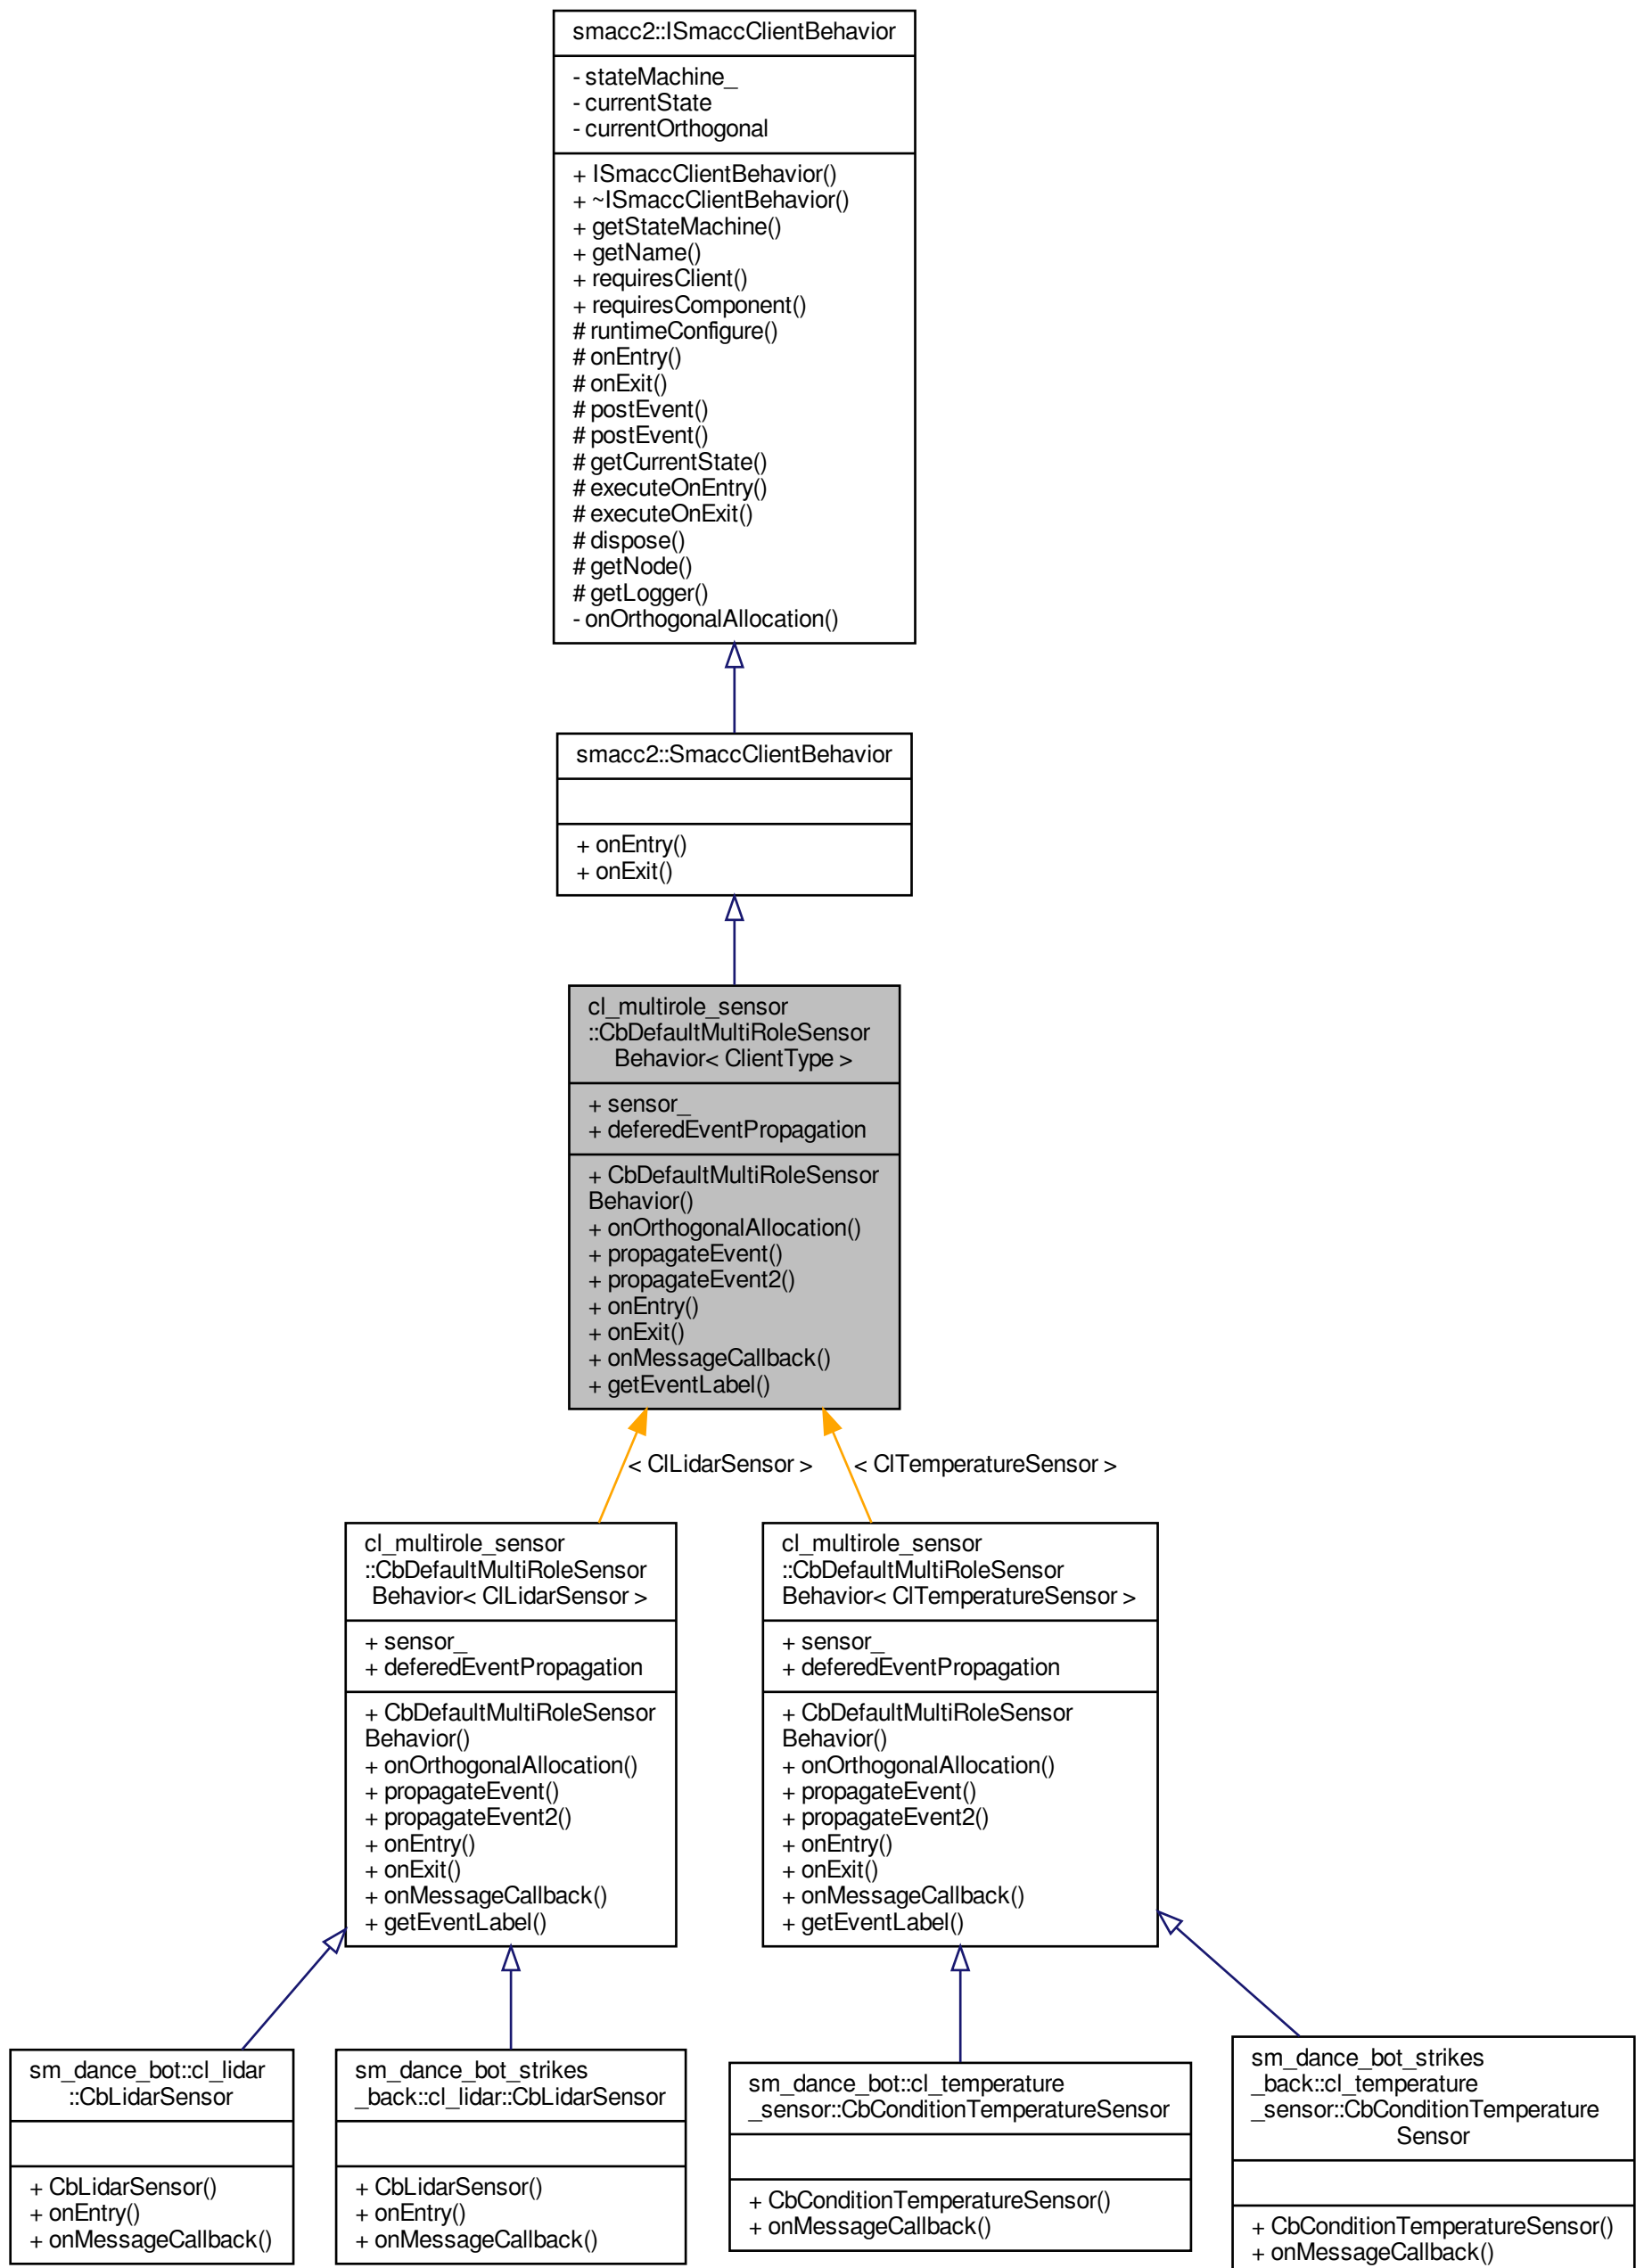 smacc2::ISmaccClientBehavior
- stateMachine_
- currentState
- currentOrthogonal
+ ISmaccClientBehavior()
+ ~ISmaccClientBehavior()
+ getStateMachine()
+ getName()
+ requiresClient()
+ requiresComponent()
# runtimeConfigure()
# onEntry()
# onExit()
# postEvent()
# postEvent()
# getCurrentState()
# executeOnEntry()
# executeOnExit()
# dispose()
# getNode()
# getLogger()
- onOrthogonalAllocation()
smacc2::SmaccClientBehavior
+ onEntry()
+ onExit()
cl_multirole_sensor
::CbDefaultMultiRoleSensor
Behavior< ClientType >
+ sensor_
+ deferedEventPropagation
+ CbDefaultMultiRoleSensor
Behavior()
+ onOrthogonalAllocation()
+ propagateEvent()
+ propagateEvent2()
+ onEntry()
+ onExit()
+ onMessageCallback()
+ getEventLabel()
< ClLidarSensor >
< ClTemperatureSensor >
cl_multirole_sensor
::CbDefaultMultiRoleSensor
Behavior< ClLidarSensor >
+ sensor_
+ deferedEventPropagation
+ CbDefaultMultiRoleSensor
Behavior()
+ onOrthogonalAllocation()
+ propagateEvent()
+ propagateEvent2()
+ onEntry()
+ onExit()
+ onMessageCallback()
+ getEventLabel()
cl_multirole_sensor
::CbDefaultMultiRoleSensor
Behavior< ClTemperatureSensor >
+ sensor_
+ deferedEventPropagation
+ CbDefaultMultiRoleSensor
Behavior()
+ onOrthogonalAllocation()
+ propagateEvent()
+ propagateEvent2()
+ onEntry()
+ onExit()
+ onMessageCallback()
+ getEventLabel()
sm_dance_bot::cl_lidar
::CbLidarSensor
+ CbLidarSensor()
+ onEntry()
+ onMessageCallback()
sm_dance_bot_strikes
_back::cl_lidar::CbLidarSensor
+ CbLidarSensor()
+ onEntry()
+ onMessageCallback()
sm_dance_bot::cl_temperature
_sensor::CbConditionTemperatureSensor
+ CbConditionTemperatureSensor()
+ onMessageCallback()
sm_dance_bot_strikes
_back::cl_temperature
_sensor::CbConditionTemperature
Sensor
+ CbConditionTemperatureSensor()
+ onMessageCallback()